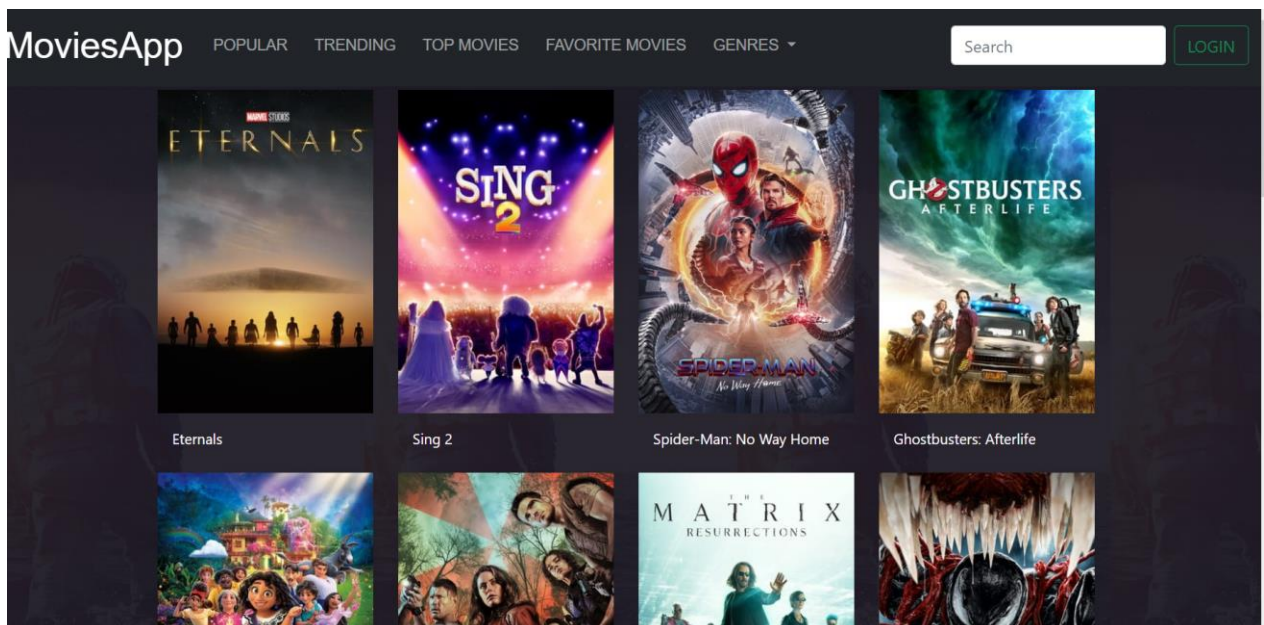 MoviesApp POPULAR TRENDING TOP MOVIES FAVORITE MOVIES GENRES Search LOGIN
MARVEL STUDIOS
ETERNALS
SING
2
SPIDER-MAN
No Way Home
GHOSTBUSTERS
AFTERLIFE
Eternals Sing 2 Spider-Man: No Way Home Ghostbusters: Afterlife
THE
MATRIX
RESURRECTIONS